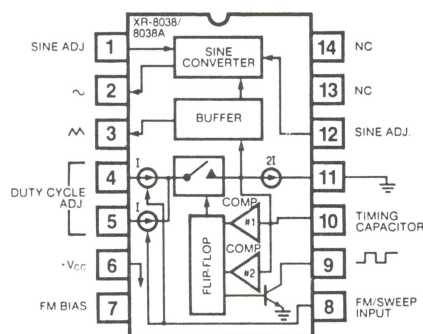 XR-8038/
8038A
SINE ADJ
1
SINE
CONVERTER
14
NC
2
13
NC
3
BUFFER
12
SINE ADJ.
DUTY CYCLE
ADJ
4
I
2I
11
5
I
COMP
#1
10
TIMING
CAPACITOR
+VCC
6
FLIP-FLOP
COMP
#2
9
FM BIAS
7
8
FM/SWEEP
INPUT